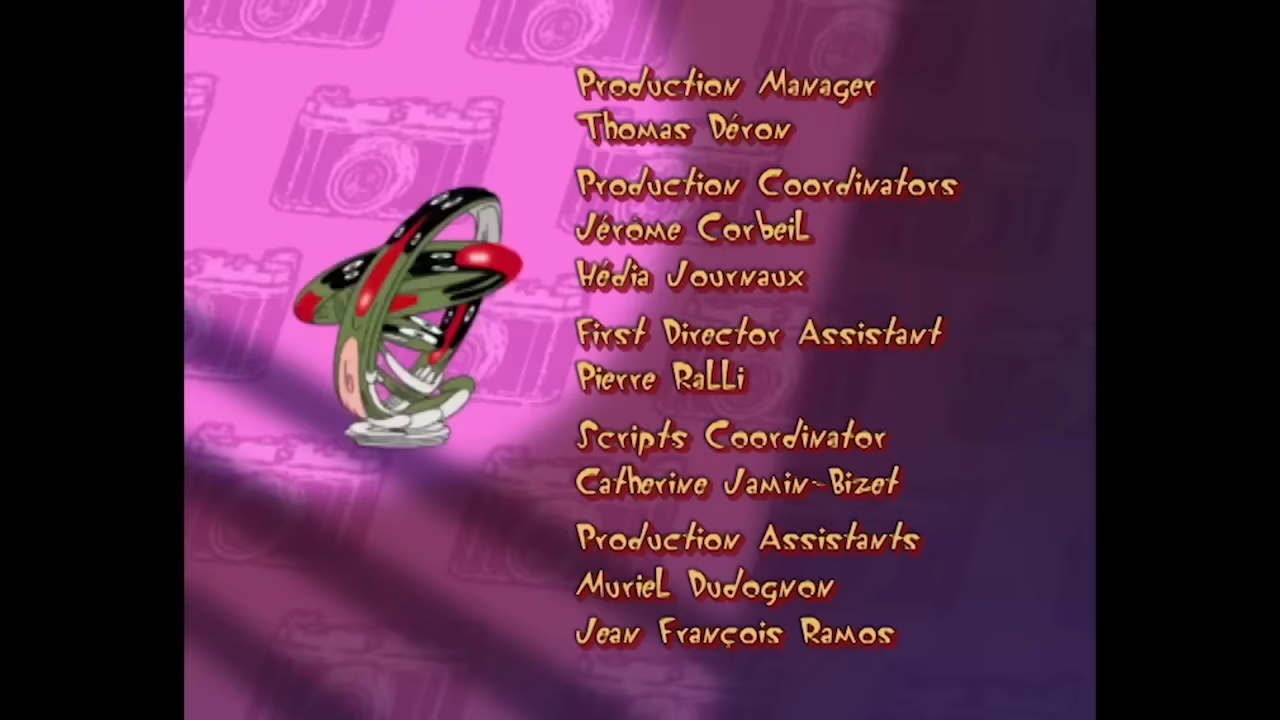 Production Manager
Thomas Déron
Production Coordinators
Jérôme Corbeil
Hédia Journaux
First Director Assistant
Pierre Ralli
Scripts Coordinator
Catherine Jamin-Bizet
Production Assistants
Muriel Dudognon
Jean François Ramos